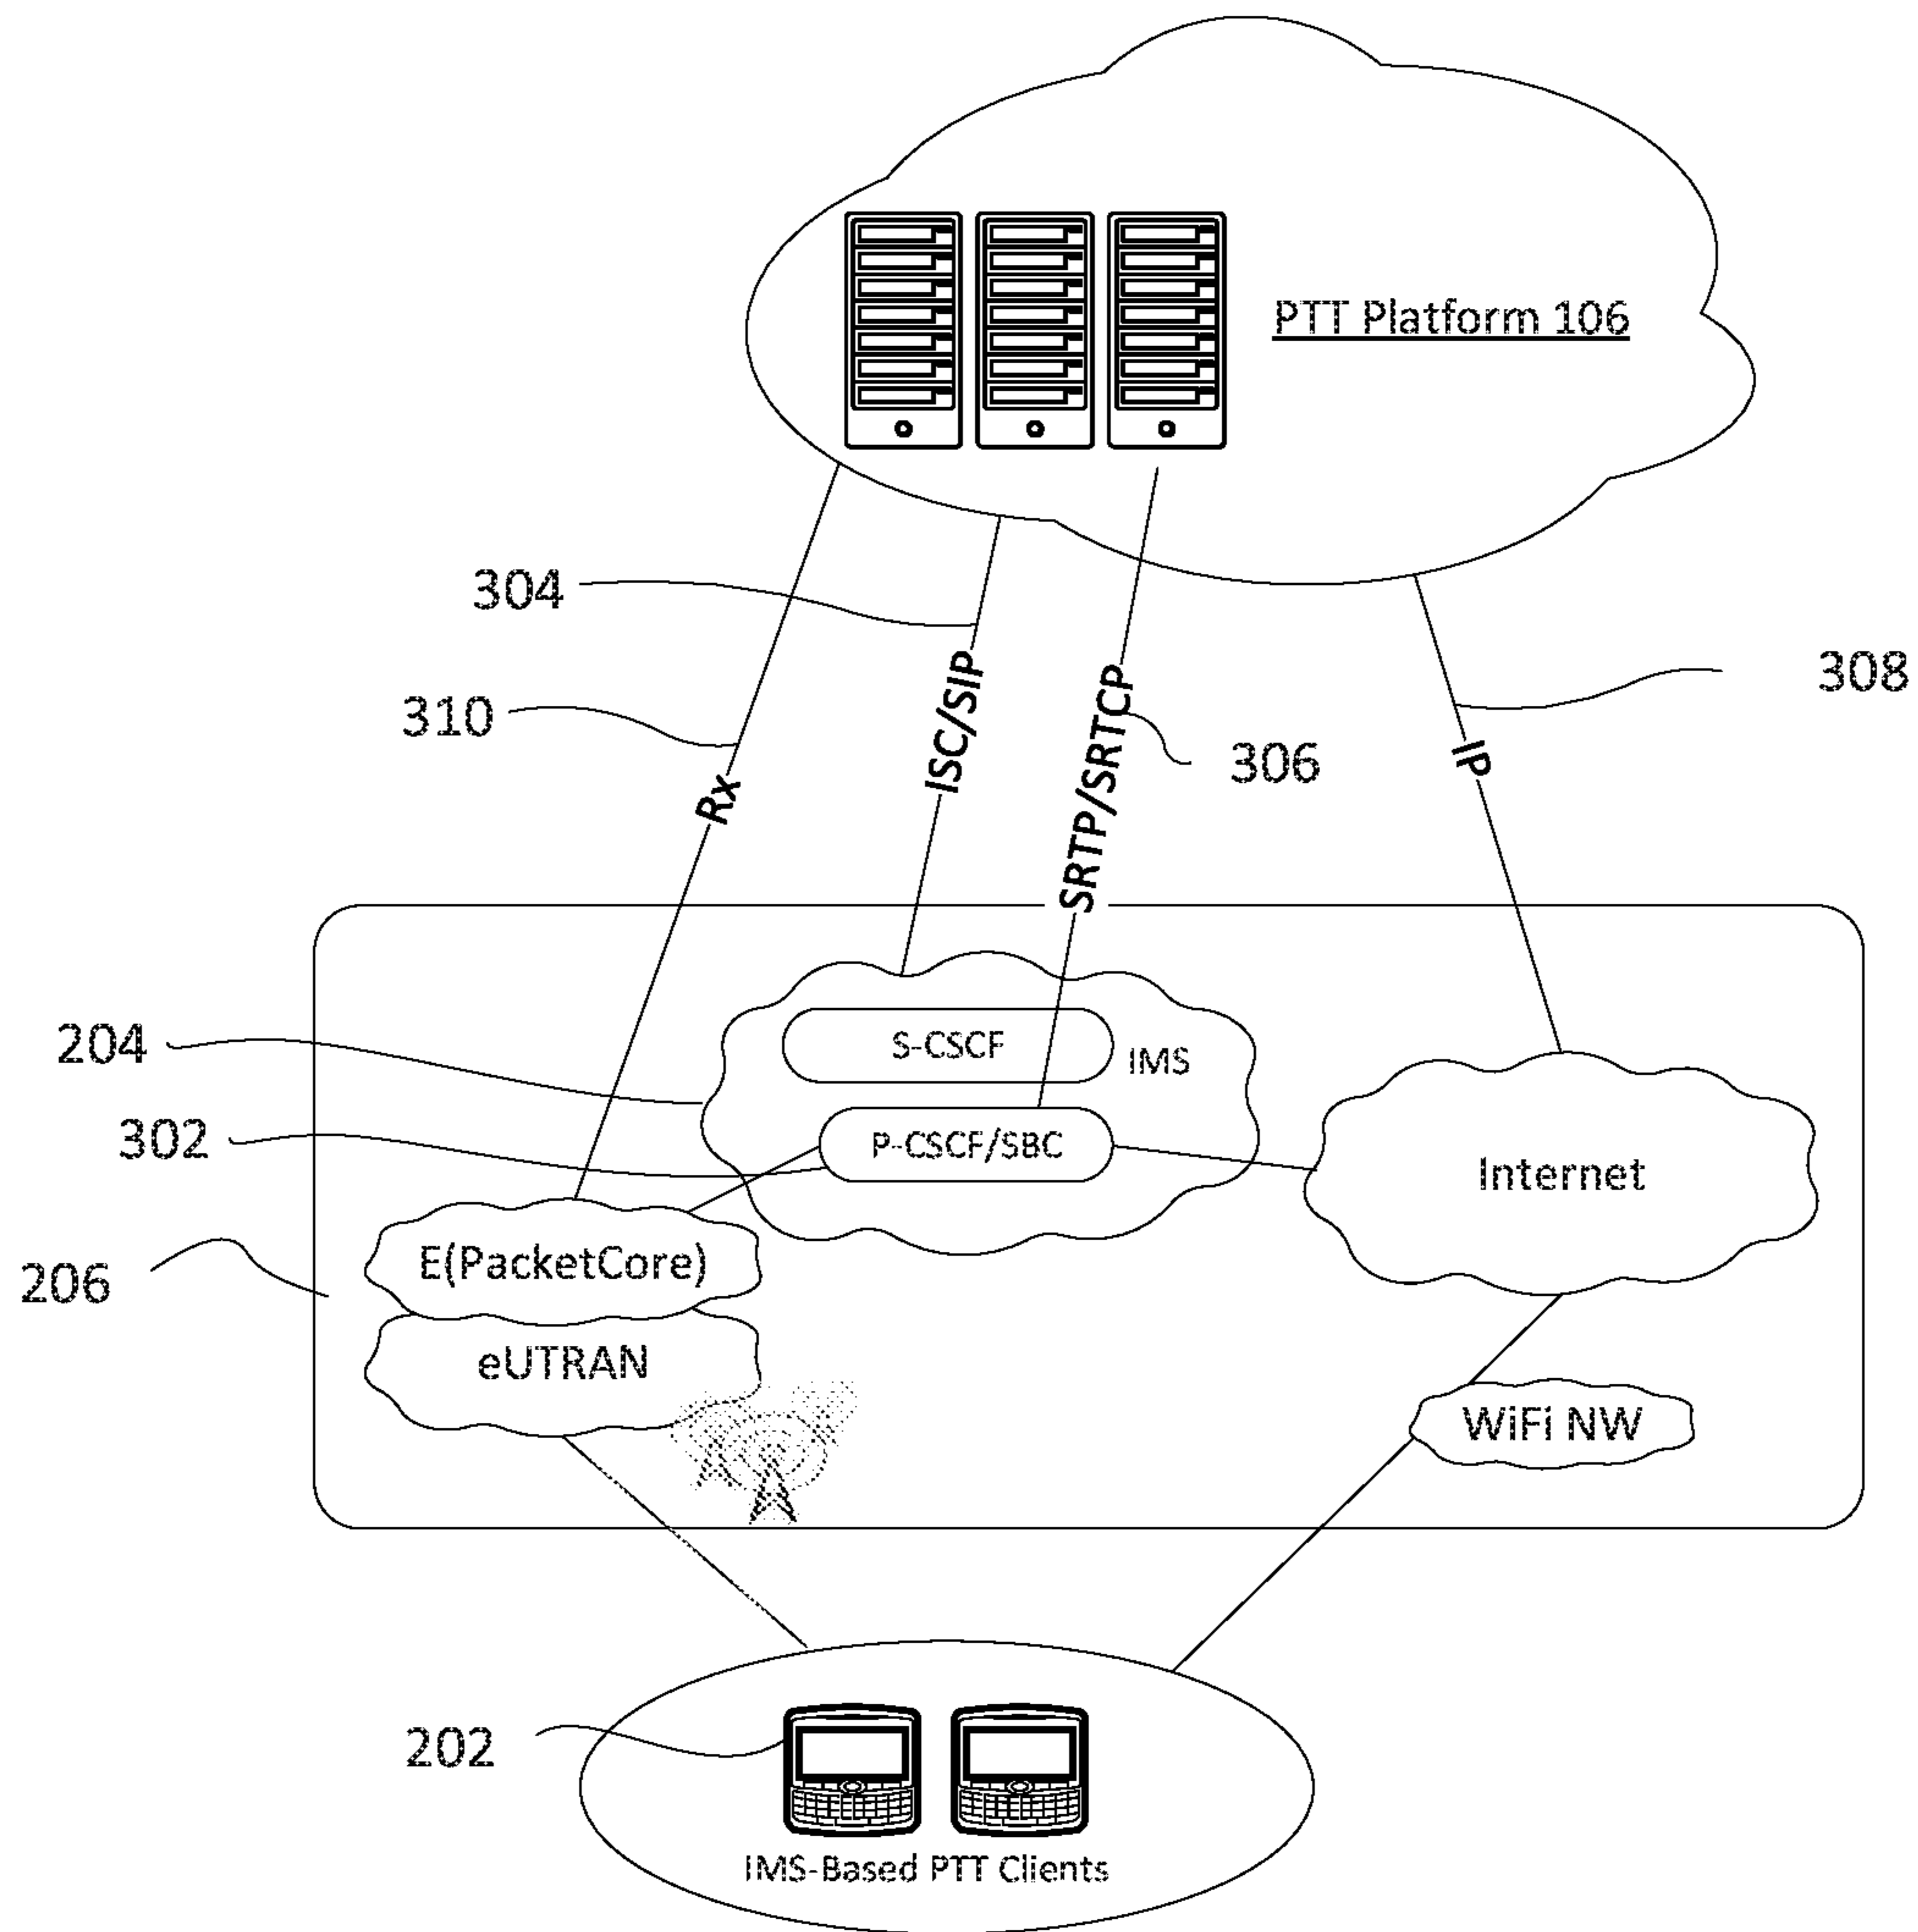 PTT Platform 106
304
310
308
306
Rx
ISC/SIP
SRTP/SRTCP
IP
204
302
206
S-CSCF
IMS
P-CSCF/SBC
Internet
E(PacketCore)
eUTRAN
WiFi NW
202
IMS-Based PTT Clients